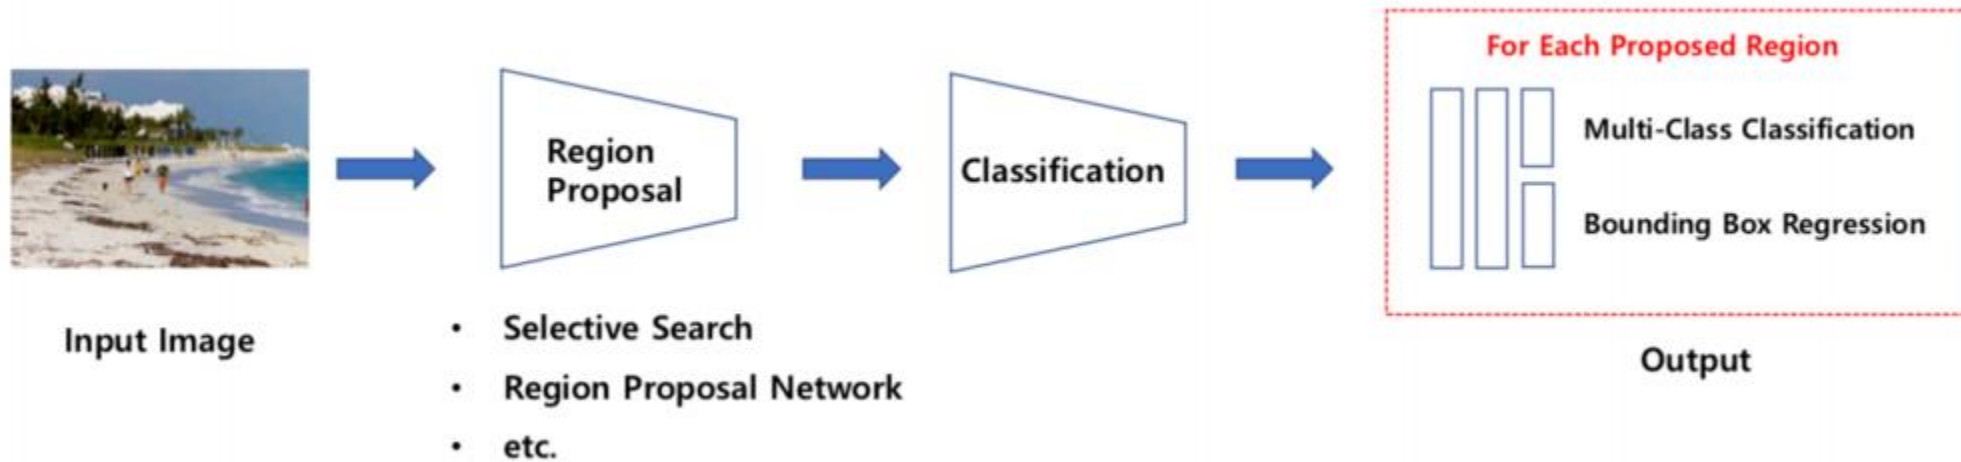 For Each Proposed Region
Region
Proposal
Classification
Multi-Class Classification
Bounding Box Regression
Input Image
• Selective Search
• Region Proposal Network
• etc.
Output